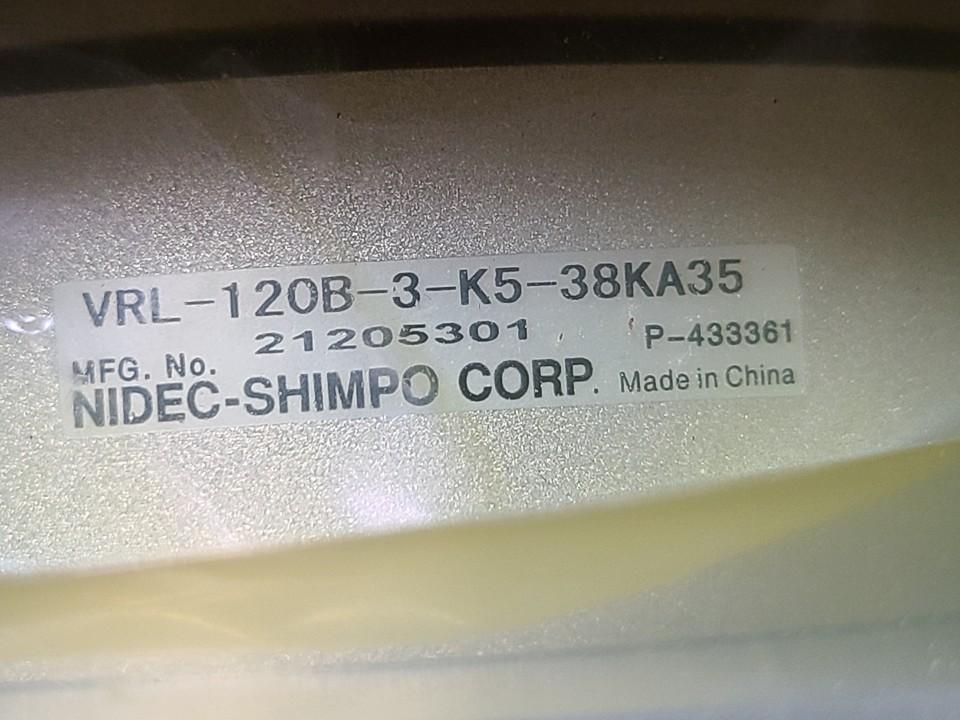 VRL-120B-3-K5-38KA35
21205301 P-433361
MFG. No.
NIDEC-SHIMPO CORP. Made in China